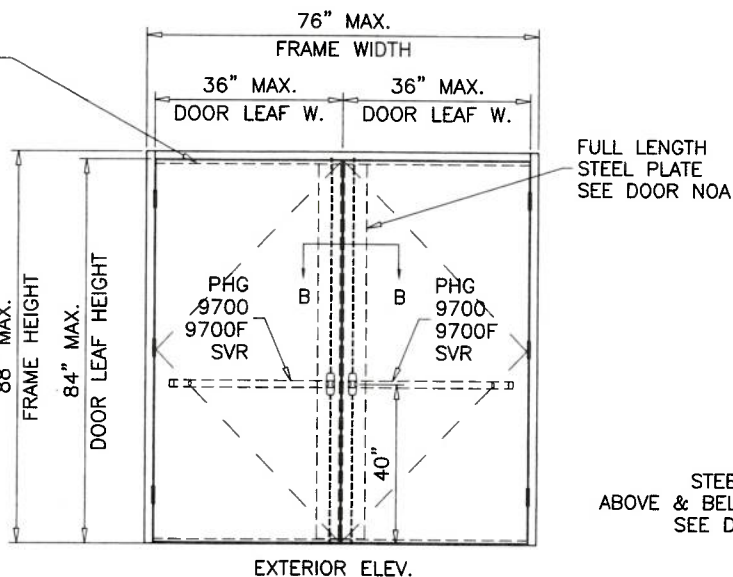 76" MAX.
FRAME WIDTH
36" MAX.
DOOR LEAF W.
36" MAX.
DOOR LEAF W.
FULL LENGTH
STEEL PLATE
SEE DOOR NOA
88" MAX.
FRAME HEIGHT
84" MAX.
DOOR LEAF HEIGHT
B
B
PHG
9700
9700F
SVR
PHG
9700
9700F
SVR
40"
ABOVE &
SEE
EXTERIOR ELEV.